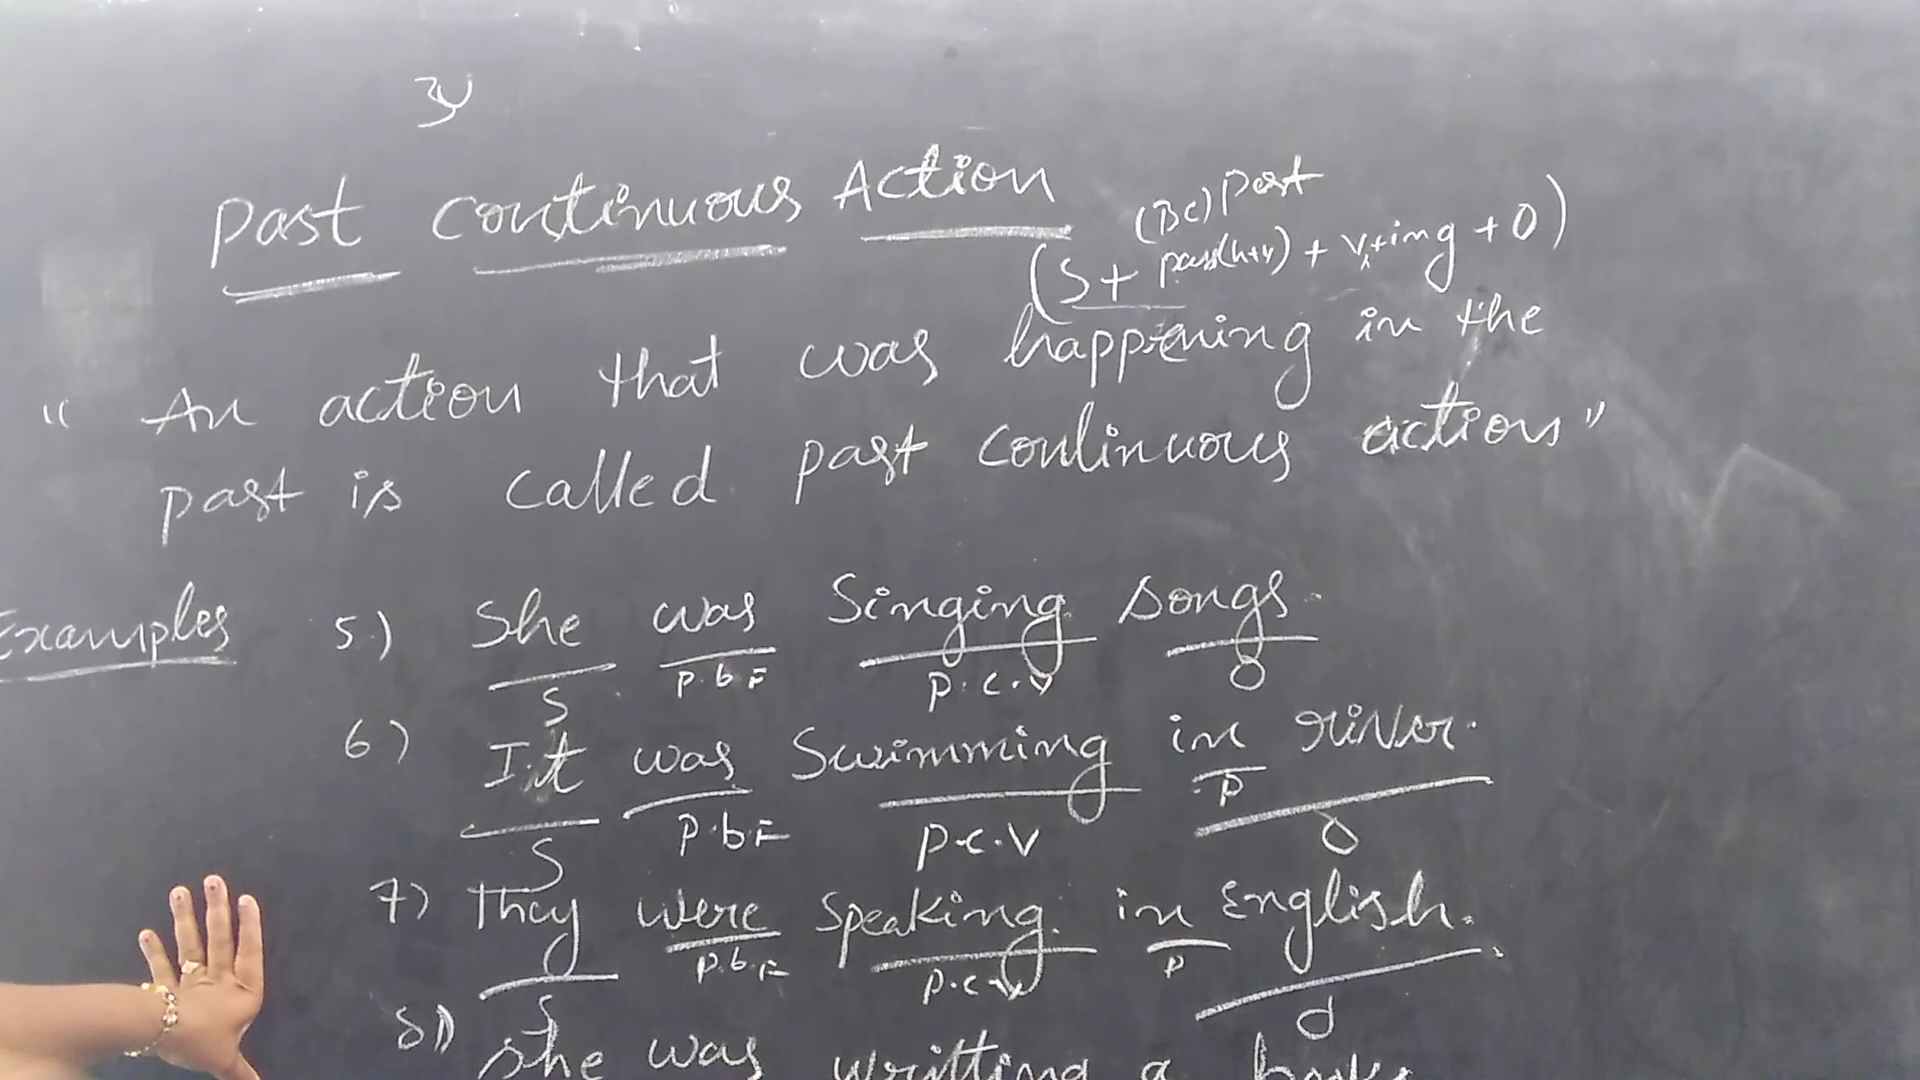 Past Continuous Action
(BC) Past
(S + pass(h+v) + V+ing + O)
“ An action that was happening in the
past is called past continuous action”
Examples 5) She was Singing songs.
S P.b.F P.C.V O
6) It was Swimming in river.
S P.b.F P.C.V P O
7) They were speaking in English.
S P.b.F P.C.V P O
8) She was writting a